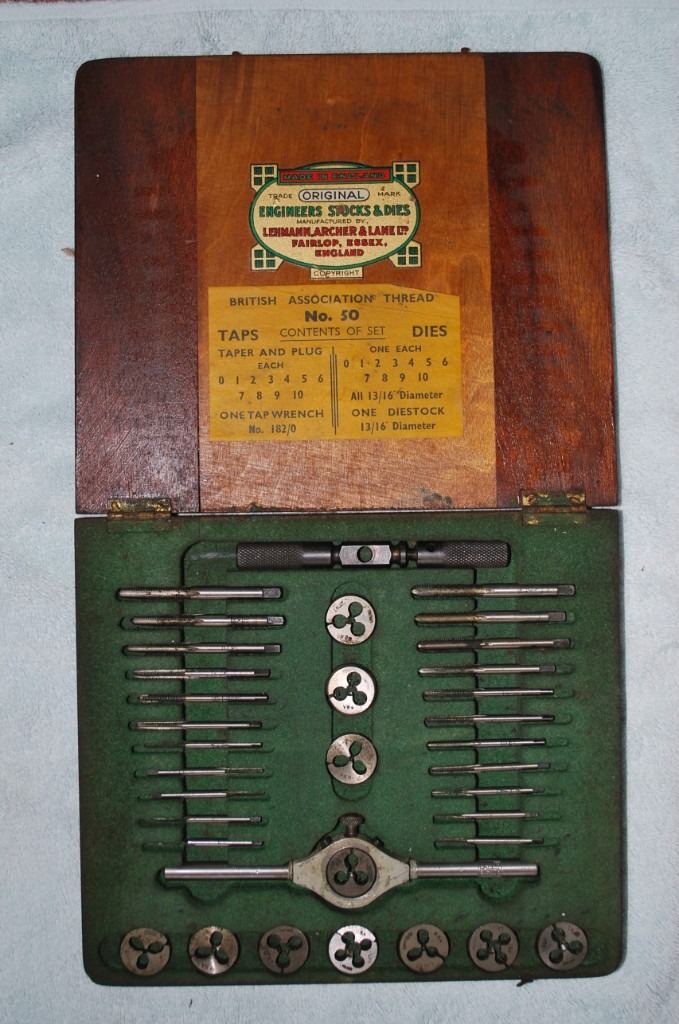 MADE IN ENGLAND
TRADE ORIGINAL MARK
ENGINEERS STOCKS & DIES
MANUFACTURED BY,
LEHMANN, ARCHER & LANE LTD
FAIRLOP, ESSEX,
ENGLAND
COPYRIGHT
BRITISH ASSOCIATION THREAD
No. 50
TAPS CONTENTS OF SET DIES
TAPER AND PLUG
EACH
0 1 2 3 4 5 6
7 8 9 10
ONE TAP WRENCH
No. 182/0
ONE EACH
0 1 2 3 4 5 6
7 8 9 10
All 13/16" Diameter
ONE DIESTOCK
13/16" Diameter